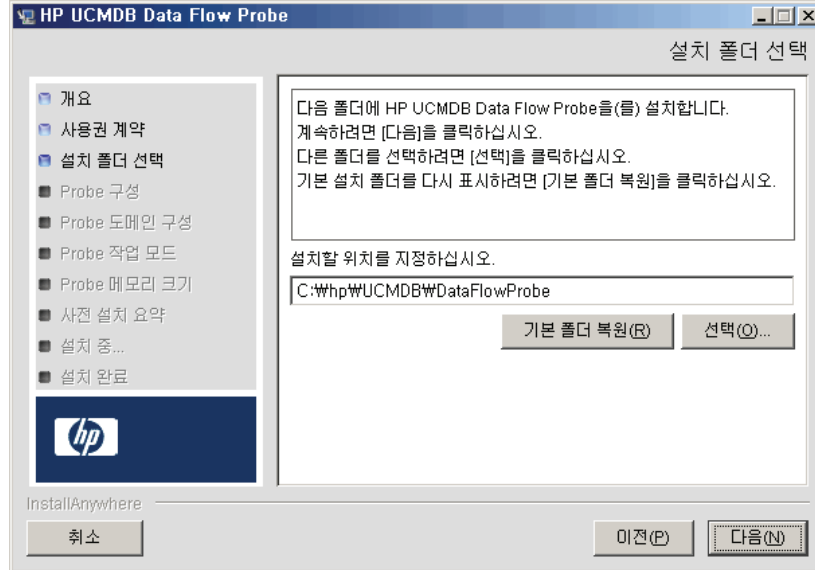 HP UCMDB Data Flow Probe
설치 폴더 선택
개요
사용권 계약
설치 폴더 선택
Probe 구성
Probe 도메인 구성
Probe 작업 모드
Probe 메모리 크기
사전 설치 요약
설치 중...
설치 완료
hp
다음 폴더에 HP UCMDB Data Flow Probe을(를) 설치합니다.
계속하려면 [다음]을 클릭하십시오.
다른 폴더를 선택하려면 [선택]을 클릭하십시오.
기본 설치 폴더를 다시 표시하려면 [기본 폴더 복원]을 클릭하십시오.
설치할 위치를 지정하십시오.
C:₩hp₩UCMDB₩DataFlowProbe
기본 폴더 복원(R) 선택(O)...
InstallAnywhere
취소 이전(P) 다음(N)